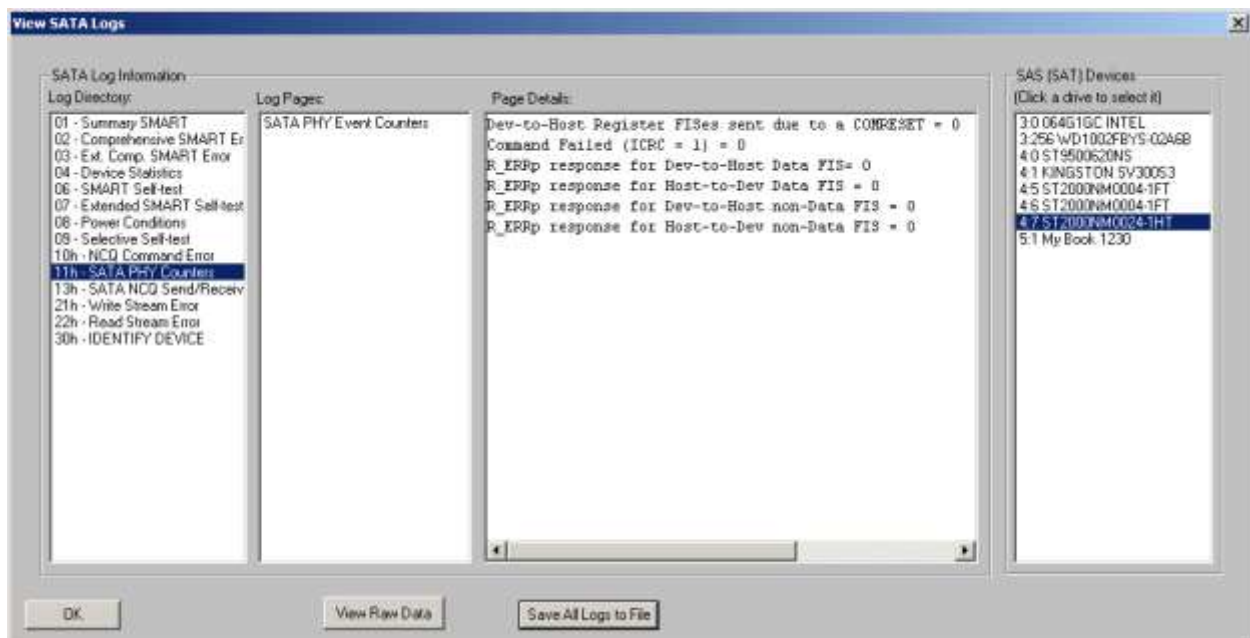 View SATA Logs
SATA Log Information
Log Directory:
01 - Summary SMART
02 - Comprehensive SMART Er
03 - Ext. Comp. SMART Error
04 - Device Statistics
06 - SMART Self-test
07 - Extended SMART Self-test
08 - Power Conditions
09 - Selective Self-test
10h - NCQ Command Error
11h - SATA PHY Counters
13h - SATA NCQ Send/Receiv
21h - Write Stream Error
22h - Read Stream Error
30h - IDENTIFY DEVICE
Log Pages:
SATA PHY Event Counters
Page Details:
Dev-to-Host Register FISes sent due to a COMRESET = 0
Command Failed (ICRC = 1) = 0
R_ERRp response for Dev-to-Host Data FIS= 0
R_ERRp response for Host-to-Dev Data FIS = 0
R_ERRp response for Dev-to-Host non-Data FIS = 0
R_ERRp response for Host-to-Dev non-Data FIS = 0
SAS (SAT) Devices
(Click a drive to select it)
3:0 064G1GC INTEL
3:256 WD1002FBYS-02A6B
4:0 ST9500620NS
4:1 KINGSTON SV300S3
4:5 ST2000NM0004-1FT
4:6 ST2000NM0004-1FT
4:7 ST2000NM0024-1HT
5:1 My Book 1230
OK
View Raw Data
Save All Logs to File